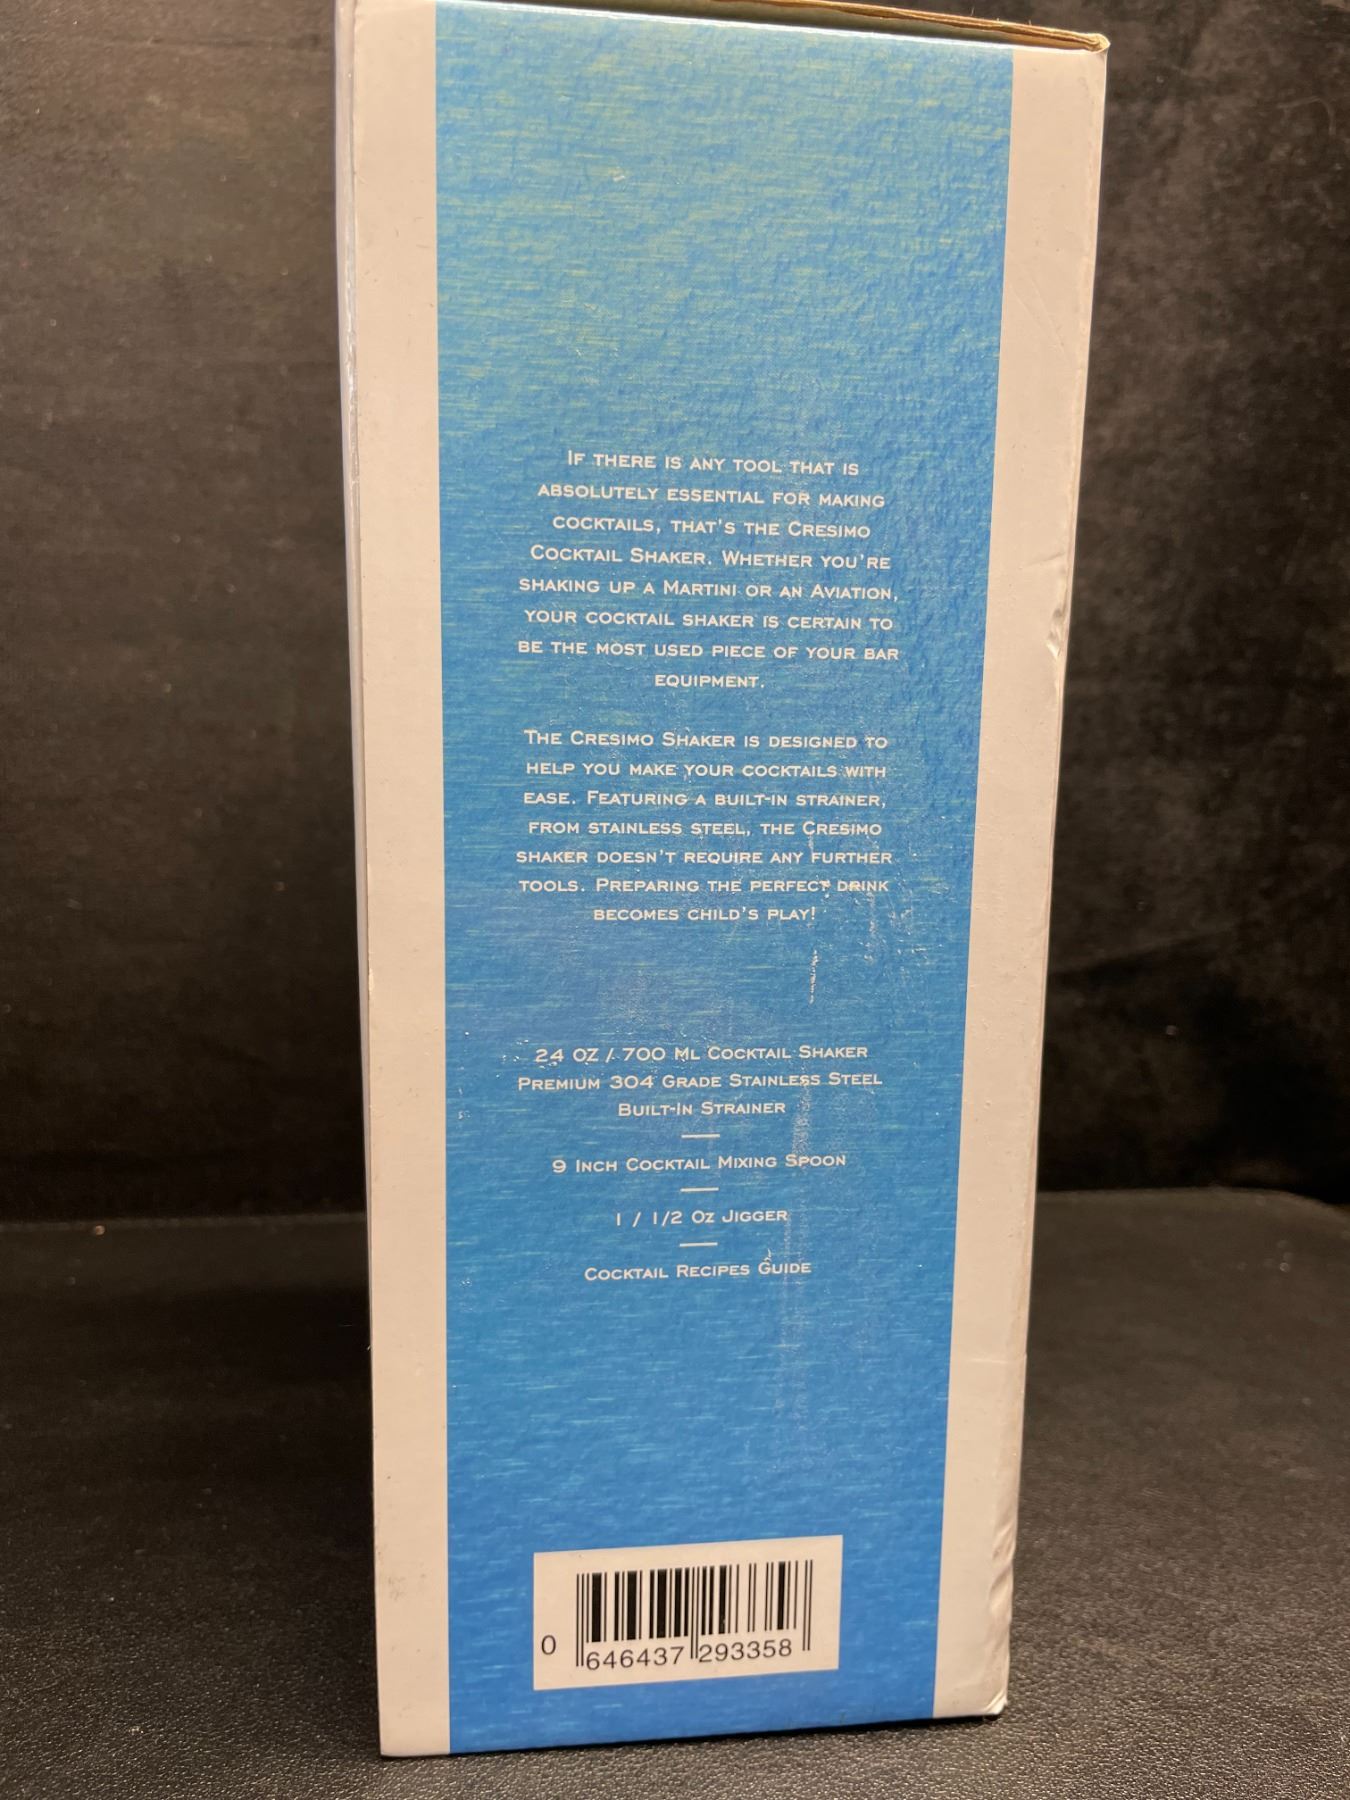 IF THERE IS ANY TOOL THAT IS
ABSOLUTELY ESSENTIAL FOR MAKING
COCKTAILS, THAT'S THE CRESIMO
COCKTAIL SHAKER. WHETHER YOU'RE
SHAKING UP A MARTINI OR AN AVIATION,
YOUR COCKTAIL SHAKER IS CERTAIN TO
BE THE MOST USED PIECE OF YOUR BAR
EQUIPMENT.
THE CRESIMO SHAKER IS DESIGNED TO
HELP YOU MAKE YOUR COCKTAILS WITH
EASE. FEATURING A BUILT-IN STRAINER,
FROM STAINLESS STEEL, THE CRESIMO
SHAKER DOESN'T REQUIRE ANY FURTHER
TOOLS. PREPARING THE PERFECT DRINK
BECOMES CHILD'S PLAY!
24 OZ / 700 ML COCKTAIL SHAKER
PREMIUM 304 GRADE STAINLESS STEEL
BUILT-IN STRAINER
9 INCH COCKTAIL MIXING SPOON
1 / 1/2 OZ JIGGER
COCKTAIL RECIPES GUIDE
0 646437 293358